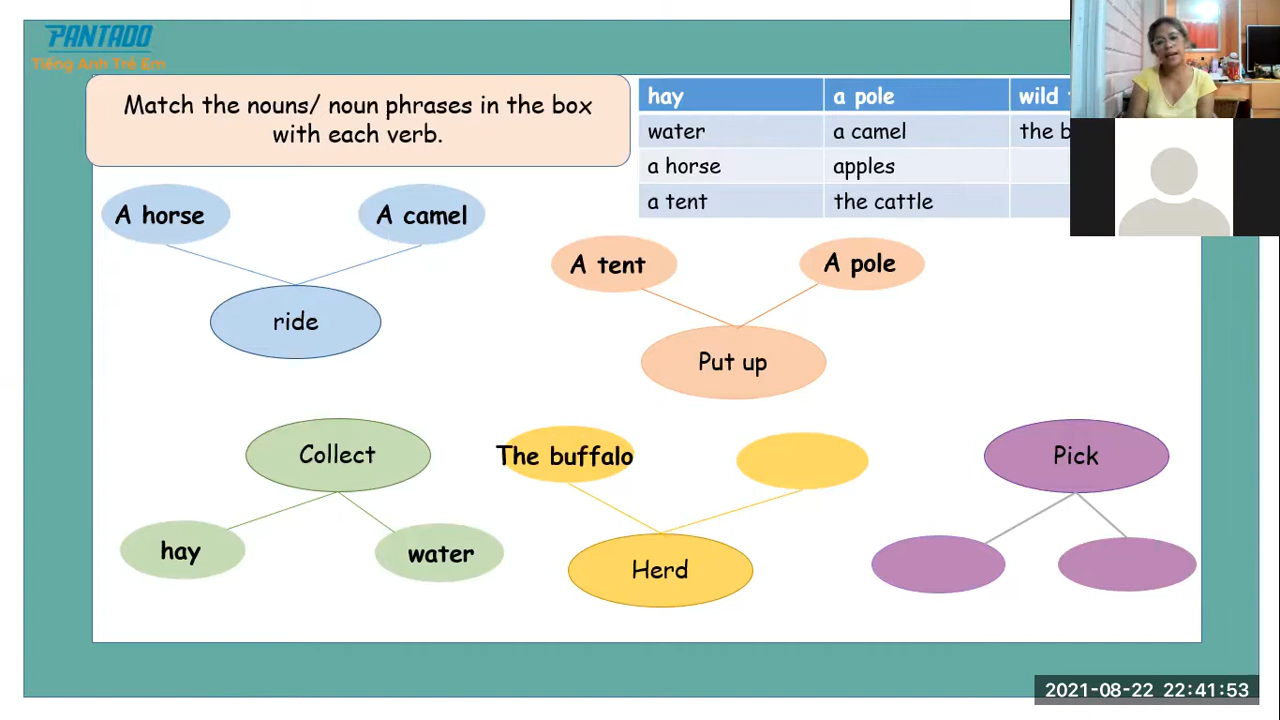 PANTADO
Tiếng Anh Trẻ Em
Match the nouns/ noun phrases in the box
with each verb.
hay a pole wild
water a camel the
a horse apples
a tent the cattle
A horse A camel
ride
A tent A pole
Put up
Collect
hay water
The buffalo
Herd
Pick
2021-08-22 22:41:53